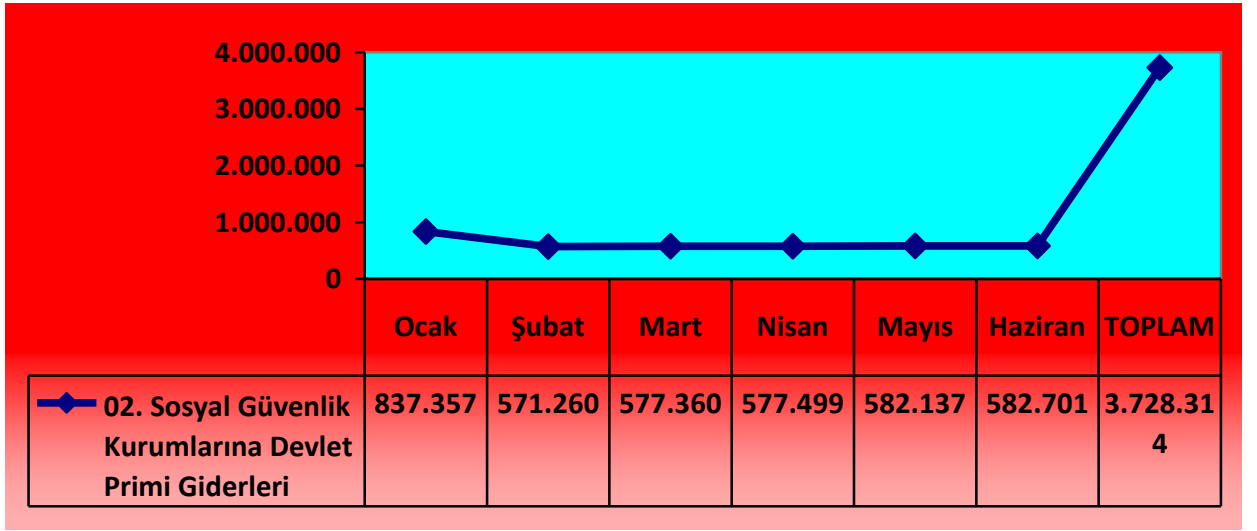 4.000.000
3.000.000
2.000.000
1.000.000
0
Ocak Şubat Mart Nisan Mayıs Haziran TOPLAM
02. Sosyal Güvenlik 837.357 571.260 577.360 577.499 582.137 582.701 3.728.31
Kurumlarına Devlet 4
Primi Giderleri